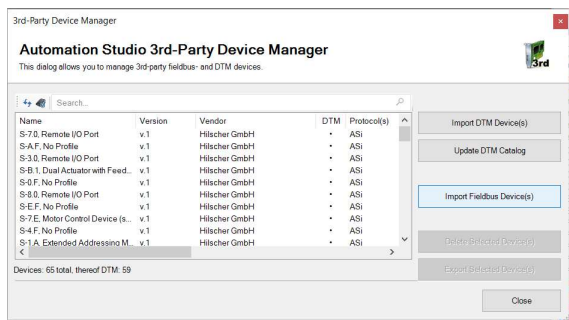 3rd-Party Device Manager
Automation Studio 3rd-Party Device Manager
This dialog allows you to manage 3rd-party fieldbus- and DTM devices.
3rd
Search...
Name Version Vendor DTM Protocol(s)
S-7.0, Remote I/O Port v.1 Hilscher GmbH • ASi
S-A.F, No Profile v.1 Hilscher GmbH • ASi
S-3.0, Remote I/O Port v.1 Hilscher GmbH • ASi
S-B.1, Dual Actuator with Feed... v.1 Hilscher GmbH • ASi
S-0.F, No Profile v.1 Hilscher GmbH • ASi
S-8.0, Remote I/O Port v.1 Hilscher GmbH • ASi
S-E.F, No Profile v.1 Hilscher GmbH • ASi
S-7.E, Motor Control Device (s... v.1 Hilscher GmbH • ASi
S-4.F, No Profile v.1 Hilscher GmbH • ASi
S-1.A, Extended Addressing M... v.1 Hilscher GmbH • ASi
Devices: 65 total, thereof DTM: 59
Import DTM Device(s)
Update DTM Catalog
Import Fieldbus Device(s)
Delete Selected Device(s)
Export Selected Device(s)
Close